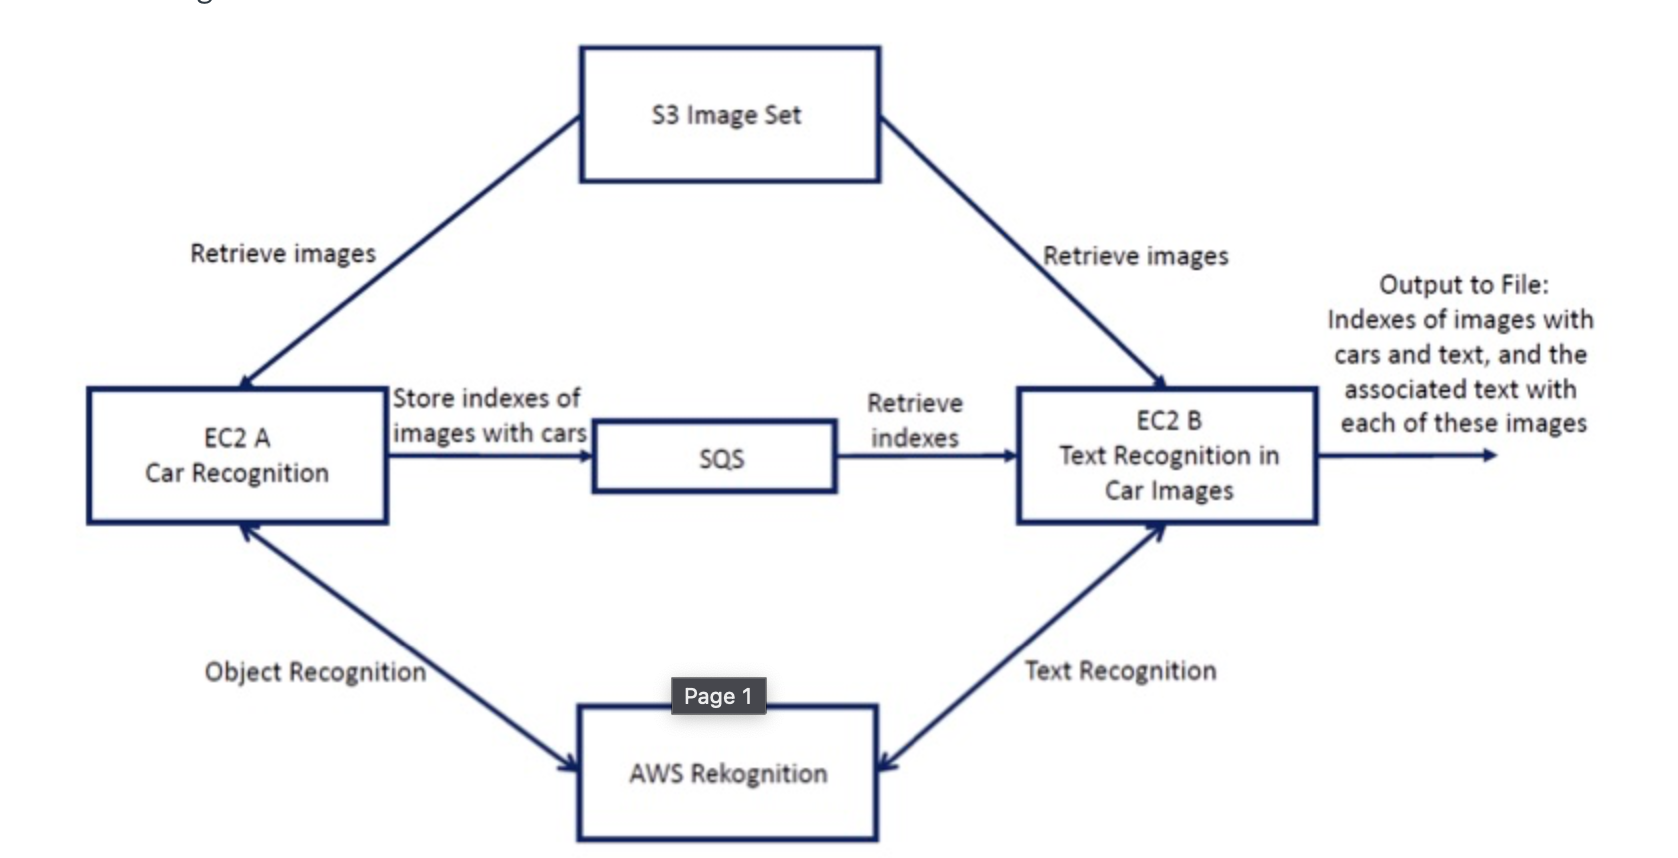 S3 Image Set
Retrieve images
Retrieve images
Output to File:
Indexes of images with
cars and text, and the
associated text with
each of these images
Store indexes of
images with cars
Retrieve
indexes
EC2 A
Car Recognition
SQS
EC2 B
Text Recognition in
Car Images
Object Recognition
Text Recognition
Page 1
AWS Rekognition